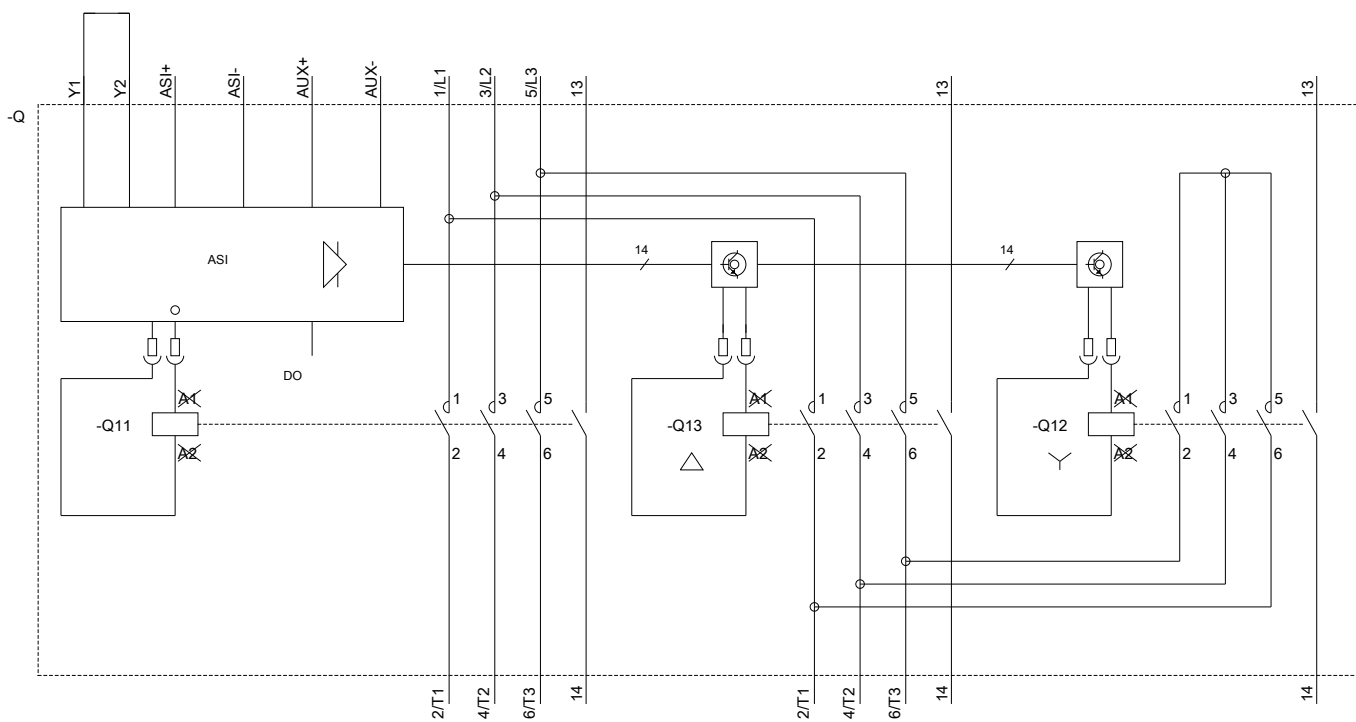 Y1
Y2
ASI+
ASI-
AUX+
AUX-
1/L1
3/L2
5/L3
13
13
13
-Q
ASI
14
14
DO
-Q11
A1
A2
1
3
5
2
4
6
-Q13
A1
A2
1
3
5
2
4
6
-Q12
A1
A2
1
3
5
2
4
6
2/T1
4/T2
6/T3
14
2/T1
4/T2
6/T3
14
14